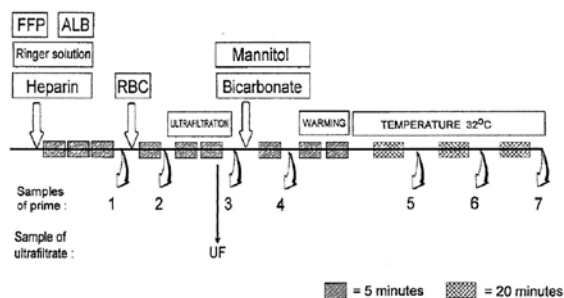 FFP ALB
Ringer solution
Heparin
RBC
ULTRAFILTRATION
Mannitol
Bicarbonate
WARMING
TEMPERATURE 32°C
Samples of prime : 1 2 3 4 5 6 7
Sample of ultrafiltrate : UF
= 5 minutes = 20 minutes